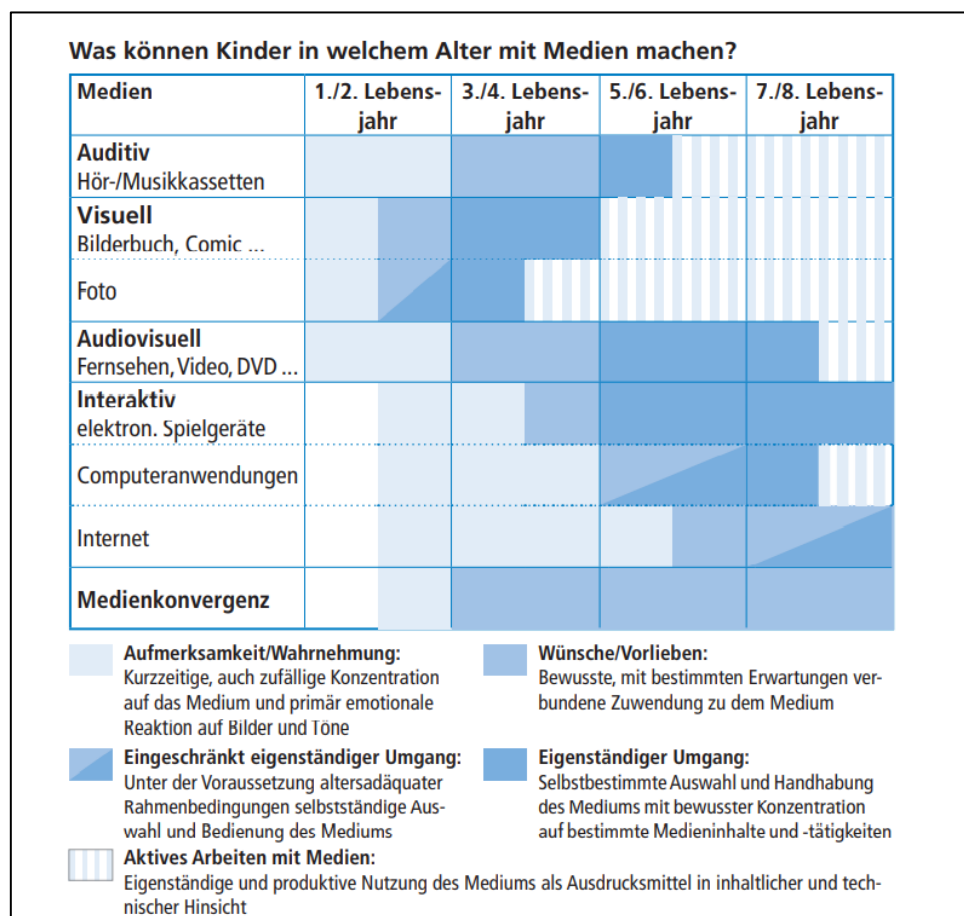 Was können Kinder in welchem Alter mit Medien machen?
Medien 1./2. Lebens- 3./4. Lebens- 5./6. Lebens- 7./8. Lebens-
jahr jahr jahr jahr
Auditiv
Hör-/Musikkassetten
Visuell
Bilderbuch, Comic ...
Foto
Audiovisuell
Fernsehen, Video, DVD ...
Interaktiv
elektron. Spielgeräte
Computeranwendungen
Internet
Medienkonvergenz
Aufmerksamkeit/Wahrnehmung:
Kurzzeitige, auch zufällige Konzentration
auf das Medium und primär emotionale
Reaktion auf Bilder und Töne
Wünsche/Vorlieben:
Bewusste, mit bestimmten Erwartungen ver-
bundene Zuwendung zu dem Medium
Eingeschränkt eigenständiger Umgang:
Unter der Voraussetzung altersadäquater
Rahmenbedingungen selbstständige Aus-
wahl und Bedienung des Mediums
Eigenständiger Umgang:
Selbstbestimmte Auswahl und Handhabung
des Mediums mit bewusster Konzentration
auf bestimmte Medieninhalte und -tätigkeiten
Aktives Arbeiten mit Medien:
Eigenständige und produktive Nutzung des Mediums als Ausdrucksmittel in inhaltlicher und tech-
nischer Hinsicht